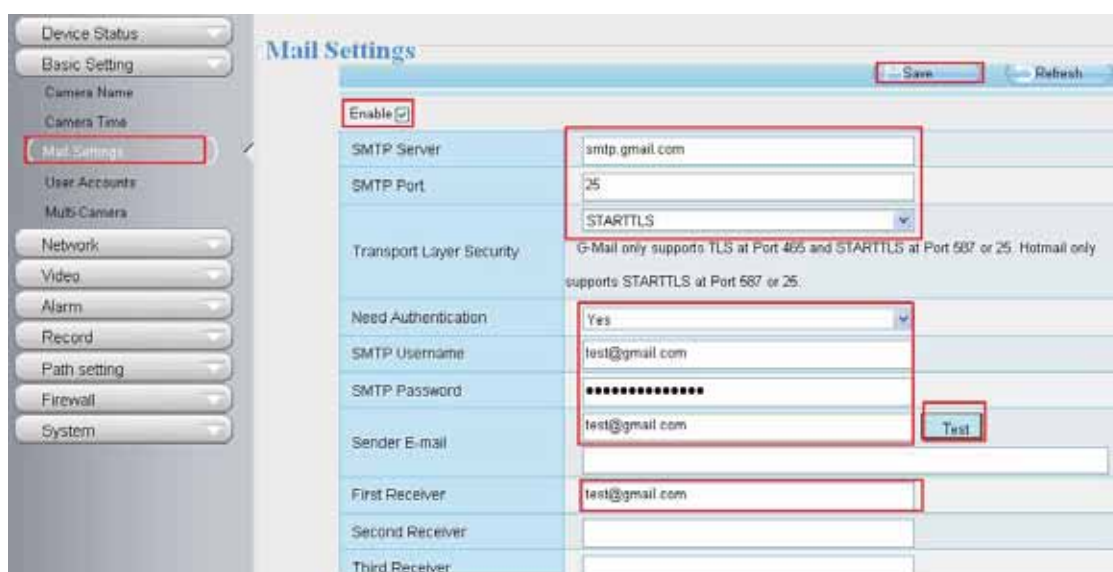 Device Status
Basic Setting
Camera Name
Camera Time
Mail Settings
User Accounts
Multi-Camera
Network
Video
Alarm
Record
Path setting
Firewall
System
Mail Settings
Save
Refresh
Enable
SMTP Server
smtp.gmail.com
SMTP Port
25
STARTTLS
Transport Layer Security
G-Mail only supports TLS at Port 465 and STARTTLS at Port 587 or 25. Hotmail only
supports STARTTLS at Port 587 or 25.
Need Authentication
Yes
SMTP Username
test@gmail.com
SMTP Password
••••••••••••••
Sender E-mail
test@gmail.com
Test
First Receiver
test@gmail.com
Second Receiver
Third Receiver